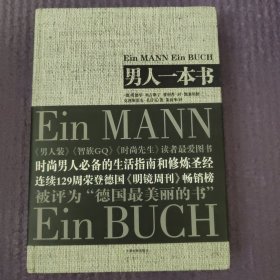 Ein MANN Ein BUCH
男人一本书
Ein MANN
《男人装》《智族GQ》《时尚先生》读者最爱图书
时尚男人必备的生活指南和修炼圣经
连续129周荣登德国《明镜周刊》畅销榜
被评为“德国最美丽的书”
Ein BUCH